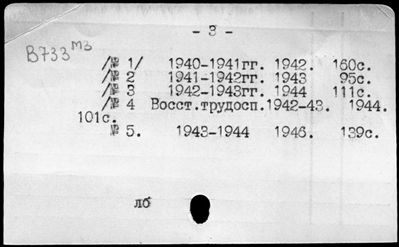 - 3 -
В733 мз
/№ 1/ 1940-1941гг. 1942. 160с.
/№ 2 1941-1942гг. 1943 95с.
/№ 3 1942-1943гг. 1944 111с.
/№ 4 Восст.трудосп.1942-43. 1944.
101с.
№ 5. 1943-1944 1946. 139с.
лб